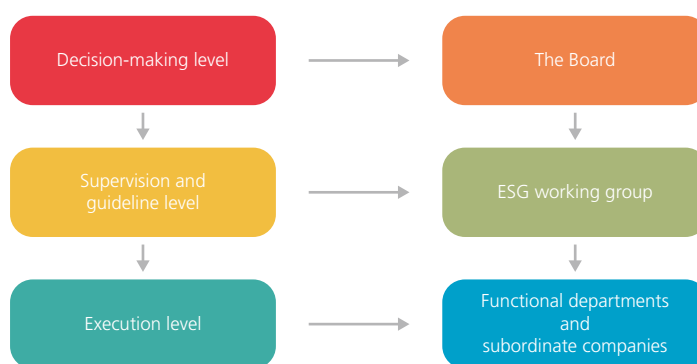 Decision-making level
The Board
Supervision and
guideline level
ESG working group
Execution level
Functional departments
and
subordinate companies